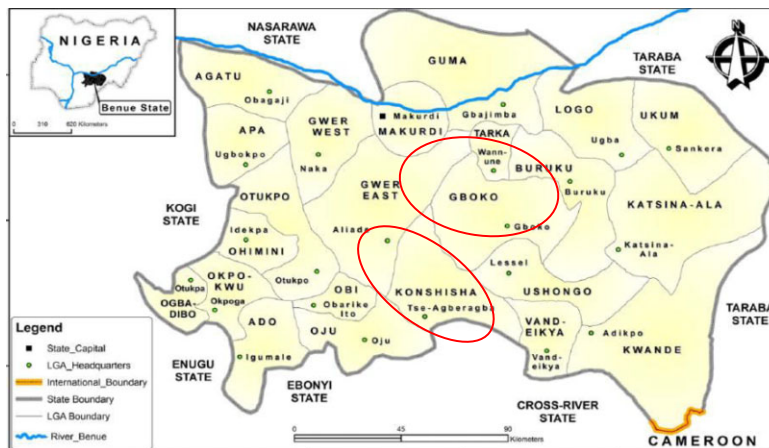 NIGERIA
Benue State
0 310 620 Kilometers
NASARAWA
STATE
TARABA
STATE
GUMA
AGATU
Obagaji
GWER
WEST
Makurdi
MAKURDI
Gbajimba
LOGO
UKUM
APA
Ugbokpo
Naka
TARKA
Wann-
une
Ugba
Sankera
BURUKU
Buruku
GWER
EAST
GBOKO
Gboko
OTUKPO
KATSINA-ALA
KOGI
STATE
Idekpa
OHIMINI
Aliade
Katsina-
Ala
Otukpa
OKPO-
KWU
Otukpo
Lessel
OGBA-
DIBO
Okpoga
OBI
Obarike
Ito
KONSHISHA
Tse-Agberagba
USHONGO
TARABA
STATE
ADO
OJU
Oju
VAND-
EIKYA
Vand-
eikya
Adikpo
KWANDE
Igumale
ENUGU
STATE
EBONYI
STATE
CROSS-RIVER
STATE
CAMEROON
Legend
State_Capital
LGA_Headquarters
International_Boundary
State Boundary
LGA Boundary
River_Benue
0 45 90
Kilometers